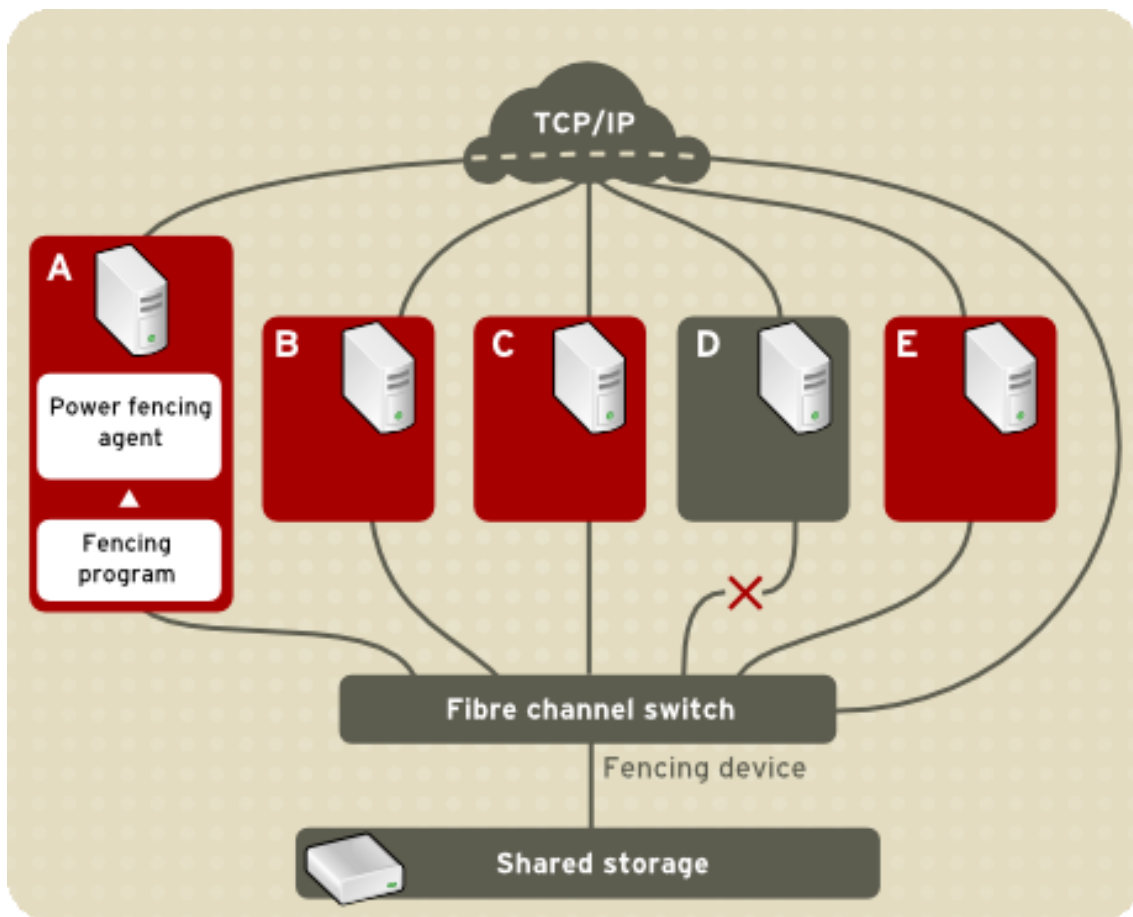 TCP/IP
A
Power fencing
agent
Fencing
program
B
C
D
E
Fibre channel switch
Fencing device
Shared storage